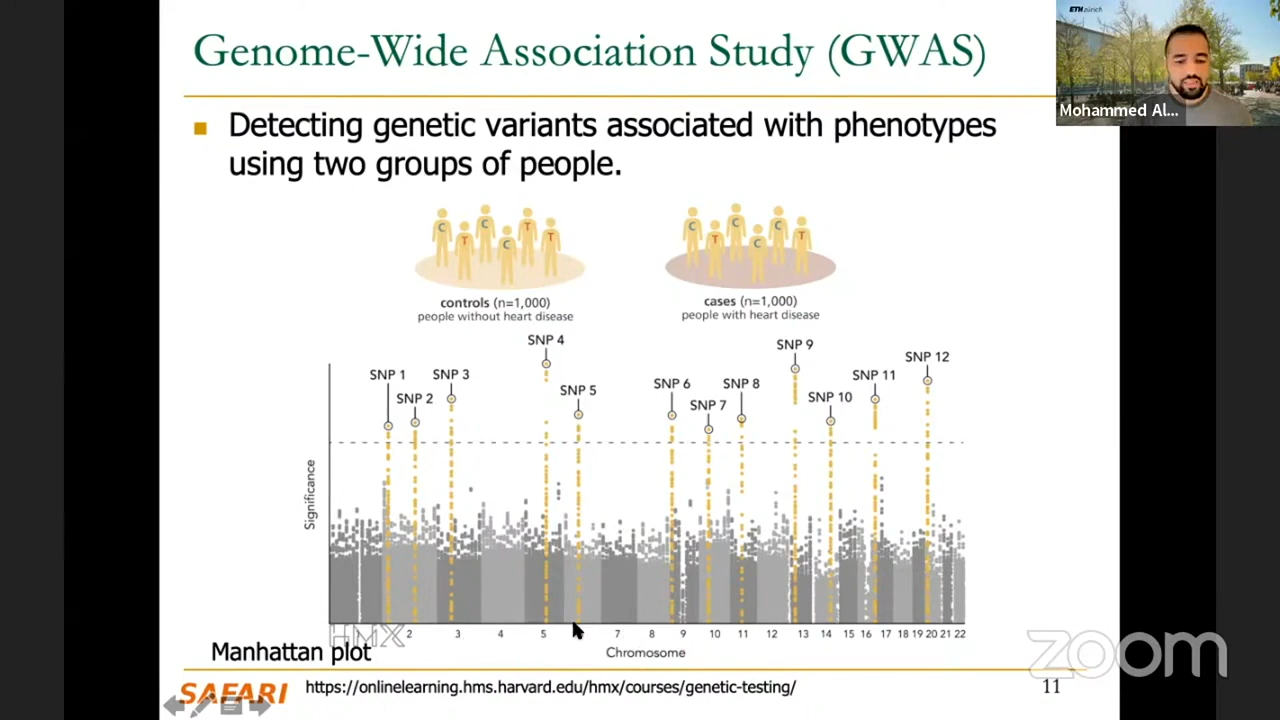 Genome-Wide Association Study (GWAS)
ETH zürich
Mohammed Al...
Detecting genetic variants associated with phenotypes
using two groups of people.
C T C C T T
C T C C C T
controls (n=1,000)
people without heart disease
cases (n=1,000)
people with heart disease
SNP 1
SNP 2
SNP 3
SNP 4
SNP 5
SNP 6
SNP 7
SNP 8
SNP 9
SNP 10
SNP 11
SNP 12
Significance
HMX
2 3 4 5 7 8 9 10 11 12 13 14 15 16 17 18 19 20 21 22
Chromosome
Manhattan plot
zoom
SAFARI
https://onlinelearning.hms.harvard.edu/hmx/courses/genetic-testing/
11